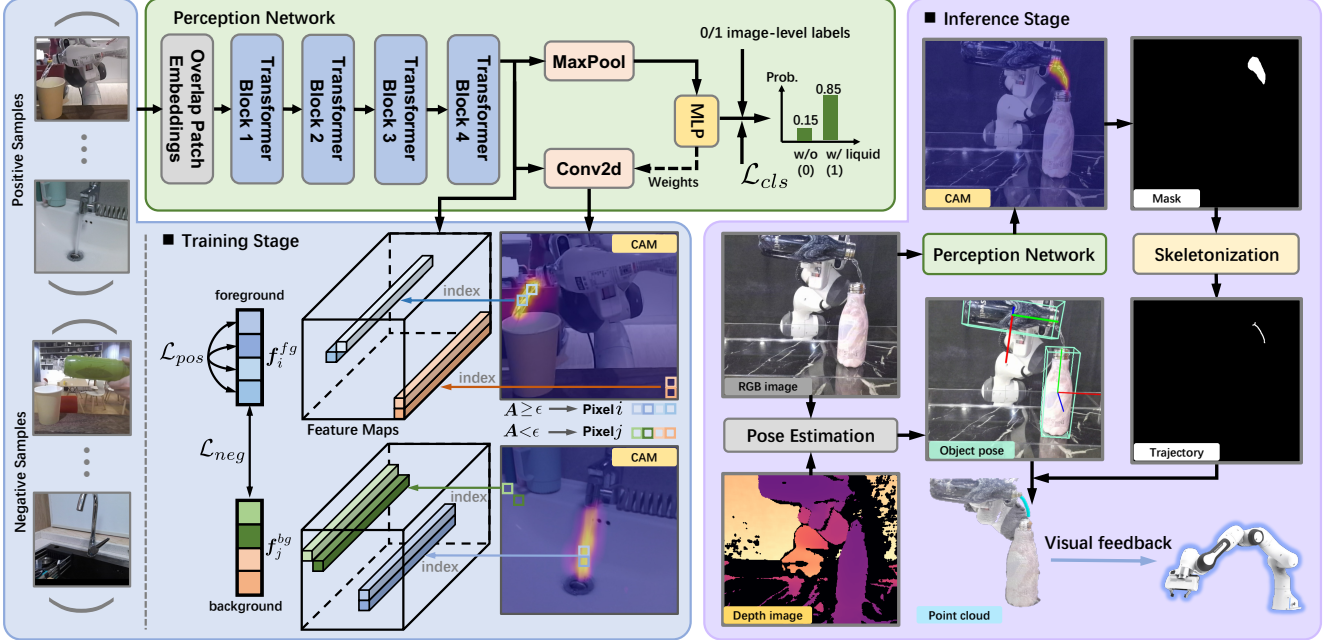 Positive Samples
Negative Samples
Perception Network
Overlap Patch
Embeddings
Transformer
Block 1
Transformer
Block 2
Transformer
Block 3
Transformer
Block 4
MaxPool
Conv2d
MLP
Weights
0/1 image-level labels
ℒcls
Prob.
0.15
0.85
w/o
(0)
w/ liquid
(1)
■ Training Stage
foreground
ℒpos
f_i^fg
ℒneg
f_j^bg
background
Feature Maps
index
index
CAM
A≥ϵ → Pixel i
A<ϵ → Pixel j
index
index
CAM
■ Inference Stage
CAM
Mask
Perception Network
Skeletonization
RGB image
Pose Estimation
Object pose
Trajectory
Depth image
Point cloud
Visual feedback